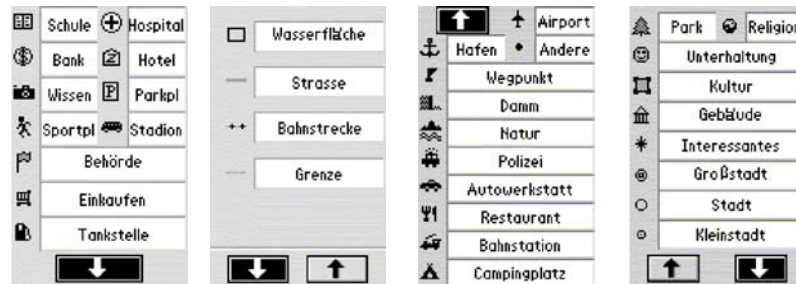 Schule Hospital
Bank Hotel
Wissen P Parkpl
Sportpl Stadion
Behörde
Einkaufen
Tankstelle
Wasserfläche
Strasse
Bahnstrecke
Grenze
Airport
Hafen Andere
Wegpunkt
Damm
Natur
Polizei
Autowerkstatt
Restaurant
Bahnstation
Campingplatz
Park Religion
Unterhaltung
Kultur
Gebäude
Interessantes
Großstadt
Stadt
Kleinstadt